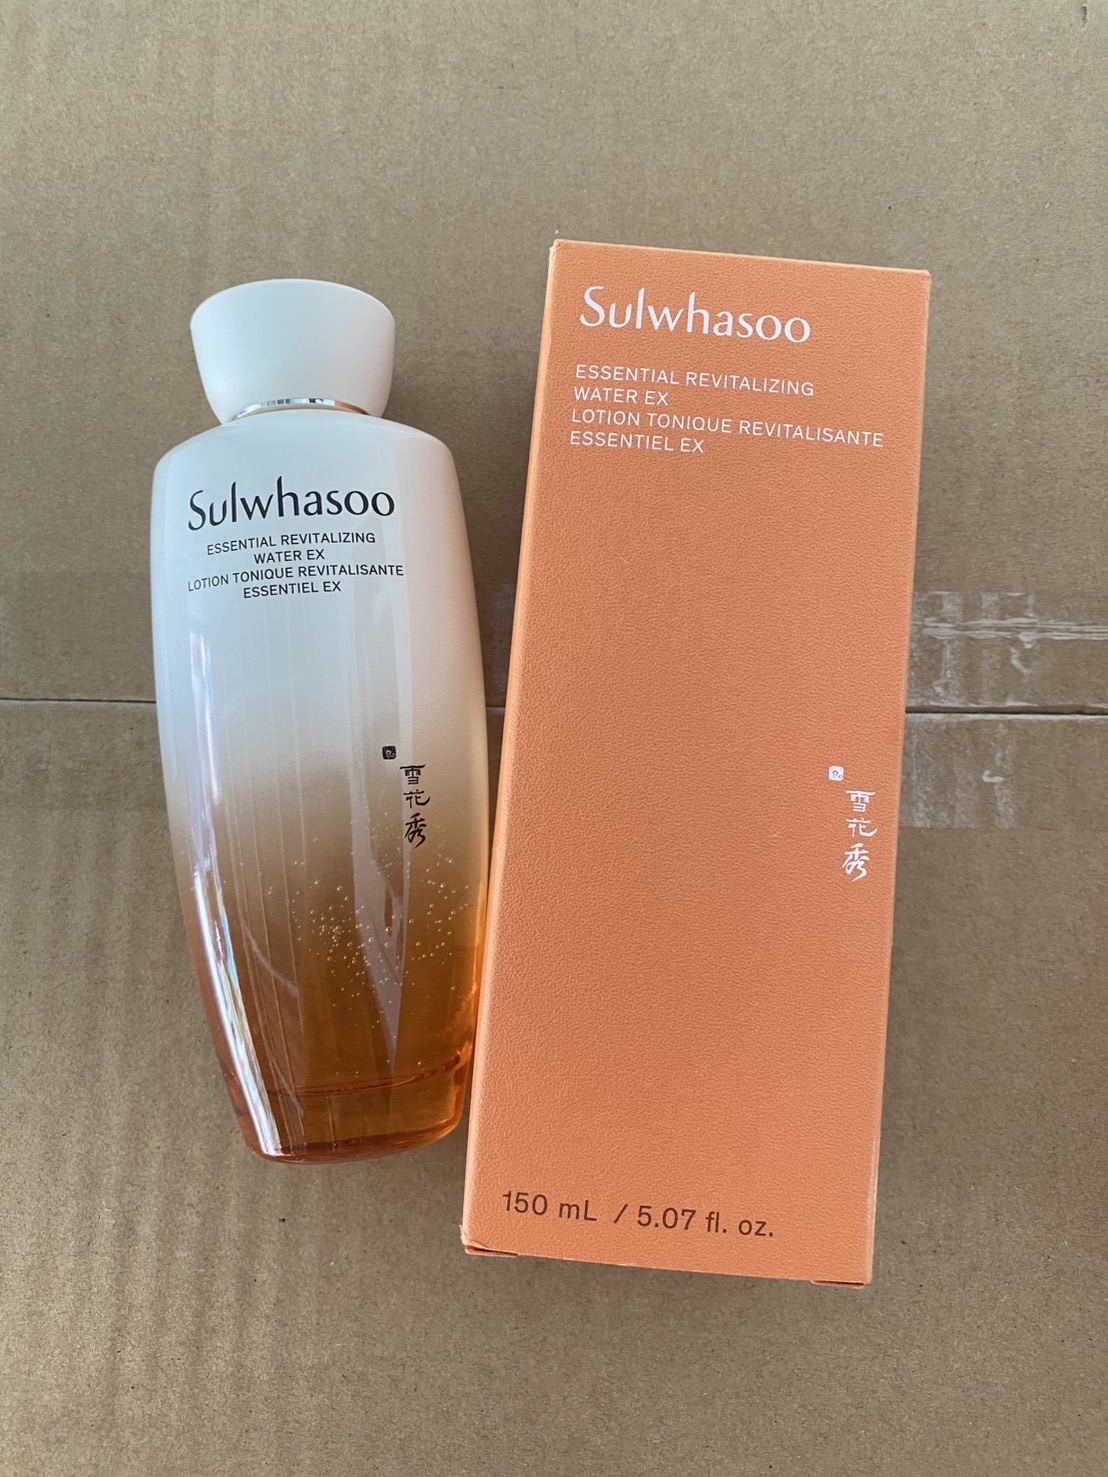 Sulwhasoo
ESSENTIAL REVITALIZING
WATER EX
LOTION TONIQUE REVITALISANTE
ESSENTIEL EX
雪花秀
Sulwhasoo
ESSENTIAL REVITALIZING
WATER EX
LOTION TONIQUE REVITALISANTE
ESSENTIEL EX
雪花秀
150 mL / 5.07 fl. oz.